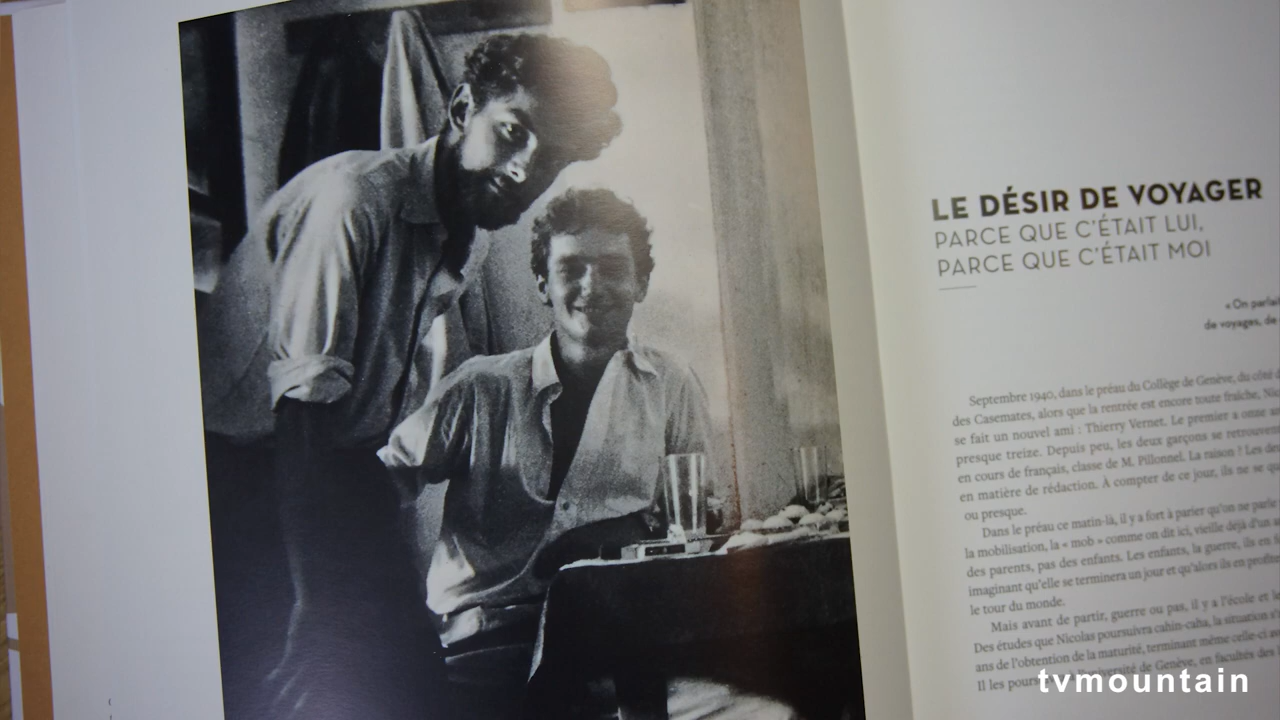 LE DÉSIR DE VOYAGER
PARCE QUE C'ÉTAIT LUI,
PARCE QUE C'ÉTAIT MOI
« On parla
de voyages, de
Septembre 1940, dans le préau du Collège de Genève, du côté
des Casemates, alors que la rentrée est encore toute fraîche,
se fait un nouvel ami : Thierry Vernet. Le premier a onze
presque treize. Depuis peu, les deux garçons se retrouvent
en cours de français, classe de M. Pillonnel. La raison ? Les
en matière de rédaction. À compter de ce jour, ils ne se
ou presque.
Dans le préau ce matin-là, il y a fort à parier qu'on ne parle
la mobilisation, la « mob » comme on dit ici, vieille déjà d'un
des parents, pas des enfants. Les enfants, la guerre, ils en
imaginant qu'elle se terminera un jour et qu'alors ils en
le tour du monde.
Mais avant de partir, guerre ou pas, il y a l'école et
Des études que Nicolas poursuivra cahin-caha, la situation
ans de l'obtention de la maturité, terminant même celle-ci
Il les à l'université de Genève, en facultés des
tvmountain